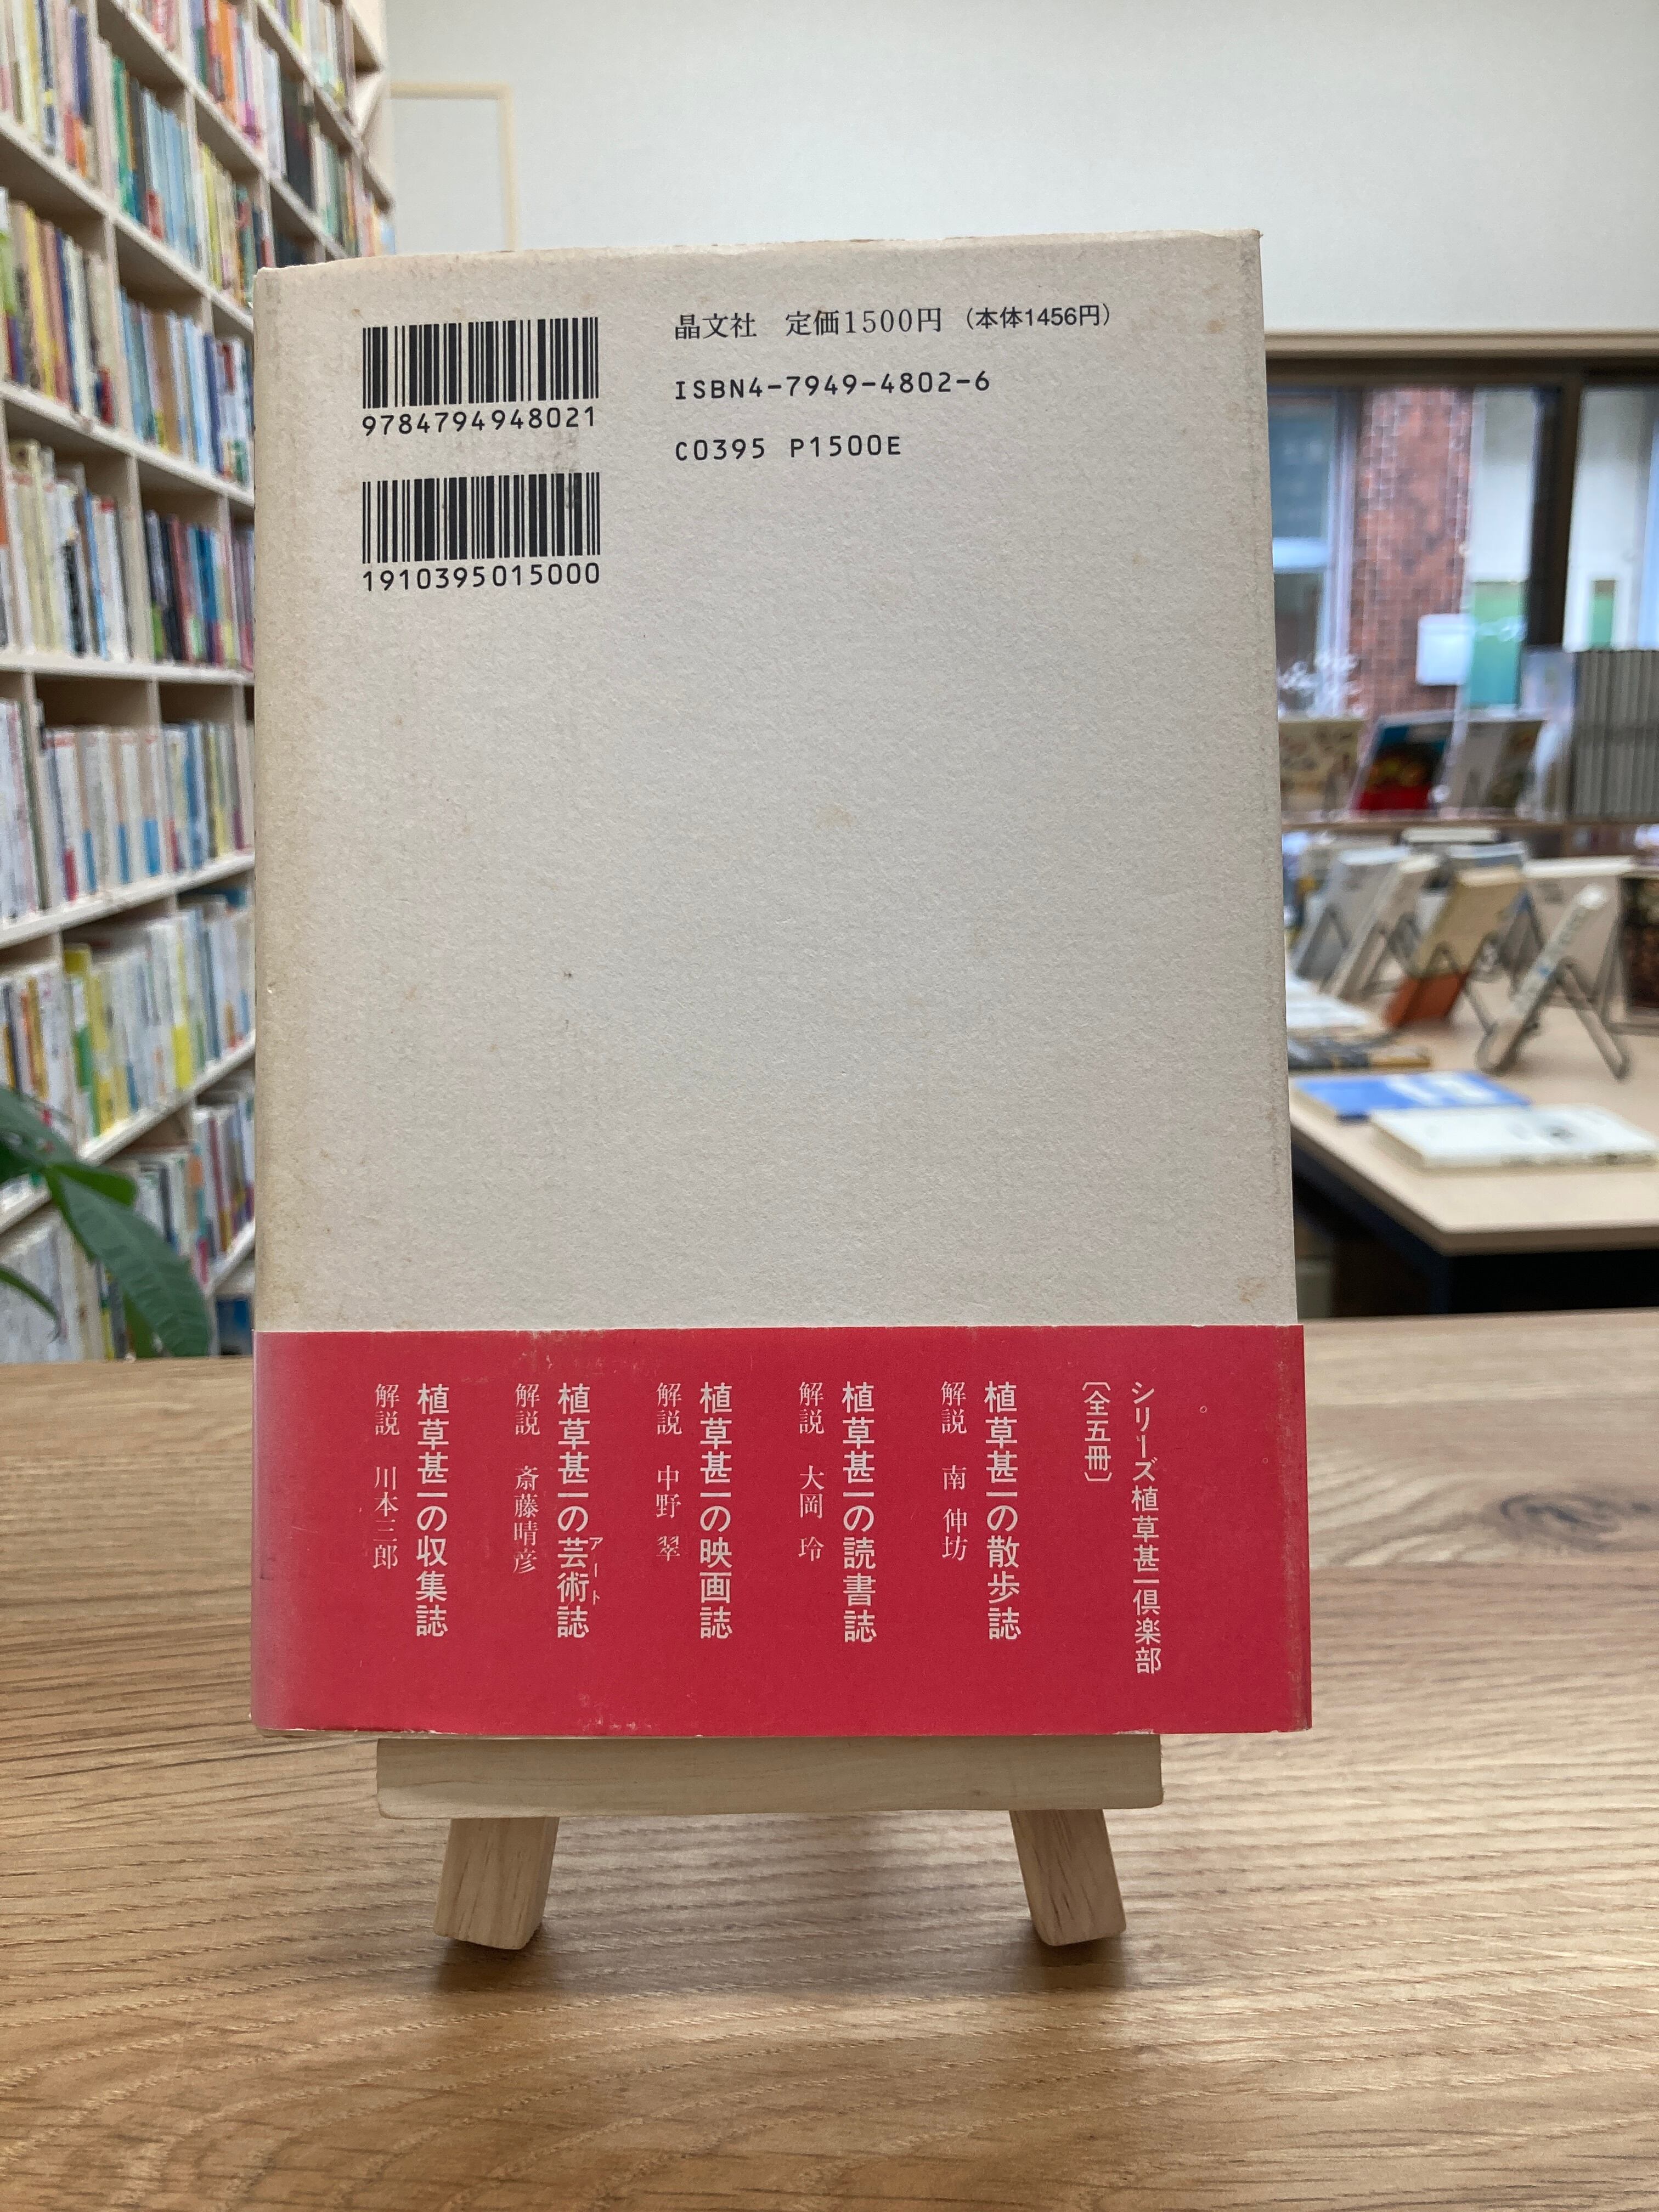 9784794948021
1910395015000
晶文社　定価1500円（本体1456円）
ISBN4-7949-4802-6
C0395 P1500E
シリーズ植草甚一倶楽部
〔全五冊〕
植草甚一の散歩誌
解説　南 伸坊
植草甚一の読書誌
解説　大岡 玲
植草甚一の映画誌
解説　中野 翠
植草甚一の芸術誌
アート
解説　斎藤晴彦
植草甚一の収集誌
解説　川本三郎